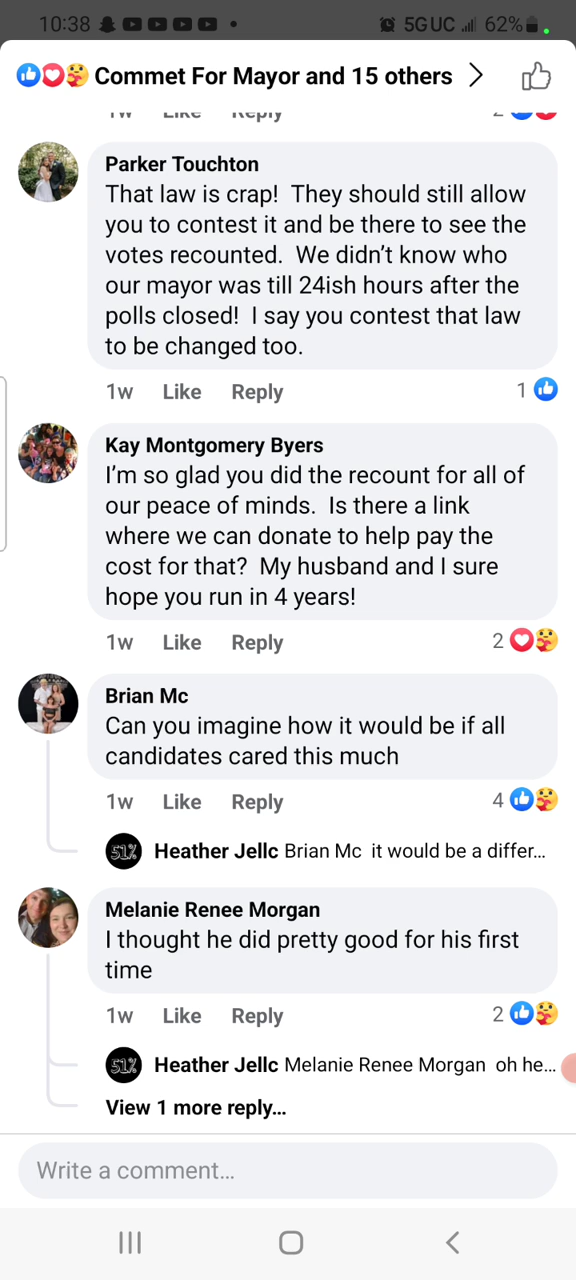 10:38
5G UC 62%
Commet For Mayor and 15 others
1w Like Reply 2
Parker Touchton
That law is crap! They should still allow
you to contest it and be there to see the
votes recounted. We didn't know who
our mayor was till 24ish hours after the
polls closed! I say you contest that law
to be changed too.
1w Like Reply 1
Kay Montgomery Byers
I'm so glad you did the recount for all of
our peace of minds. Is there a link
where we can donate to help pay the
cost for that? My husband and I sure
hope you run in 4 years!
1w Like Reply 2
Brian Mc
Can you imagine how it would be if all
candidates cared this much
1w Like Reply 4
51% Heather Jellc Brian Mc it would be a differ...
Melanie Renee Morgan
I thought he did pretty good for his first
time
1w Like Reply 2
51% Heather Jellc Melanie Renee Morgan oh he...
View 1 more reply...
Write a comment...